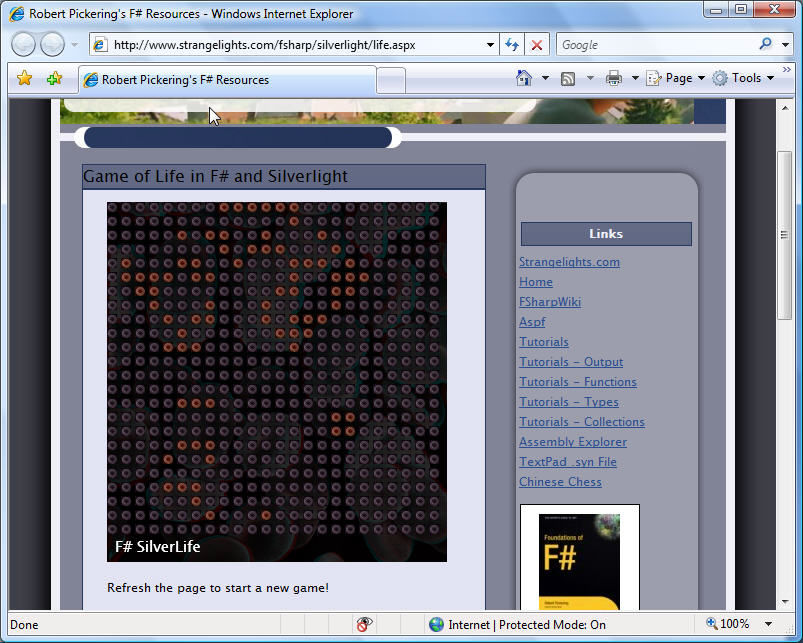 Robert Pickering's F# Resources - Windows Internet Explorer
http://www.strangelights.com/fsharp/silverlight/life.aspx
Google
Robert Pickering's F# Resources
Page
Tools
Game of Life in F# and Silverlight
F# SilverLife
Refresh the page to start a new game!
Links
Strangelights.com
Home
FSharpWiki
Aspf
Tutorials
Tutorials - Output
Tutorials - Functions
Tutorials - Types
Tutorials - Collections
Assembly Explorer
TextPad .syn File
Chinese Chess
Foundations of
F#
Robert Pickering
Done
Internet | Protected Mode: On
100%